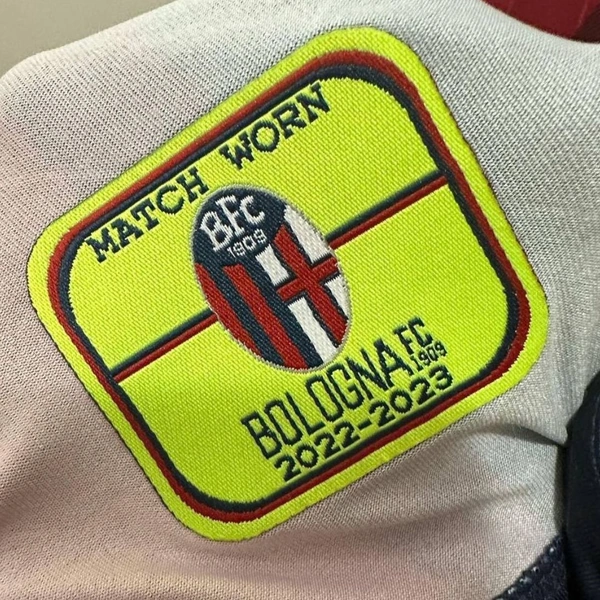 MATCH WORN
BFC
1909
BOLOGNA FC
1909
2022-2023